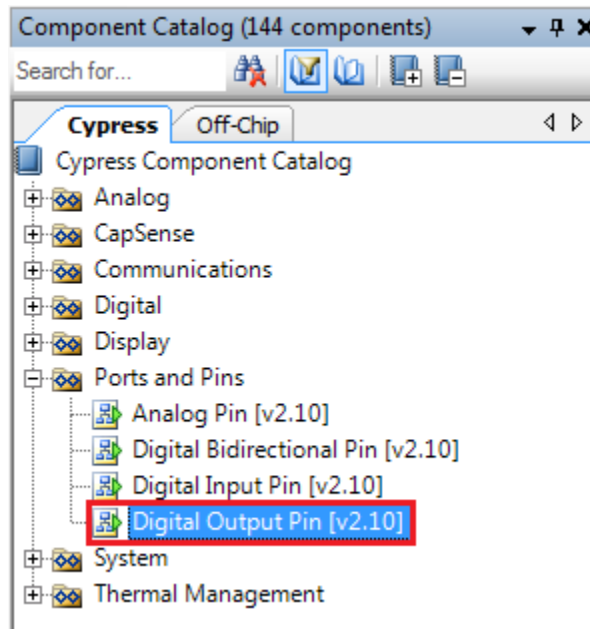 Component Catalog (144 components)
Search for...
Cypress Off-Chip
Cypress Component Catalog
Analog
CapSense
Communications
Digital
Display
Ports and Pins
Analog Pin [v2.10]
Digital Bidirectional Pin [v2.10]
Digital Input Pin [v2.10]
Digital Output Pin [v2.10]
System
Thermal Management